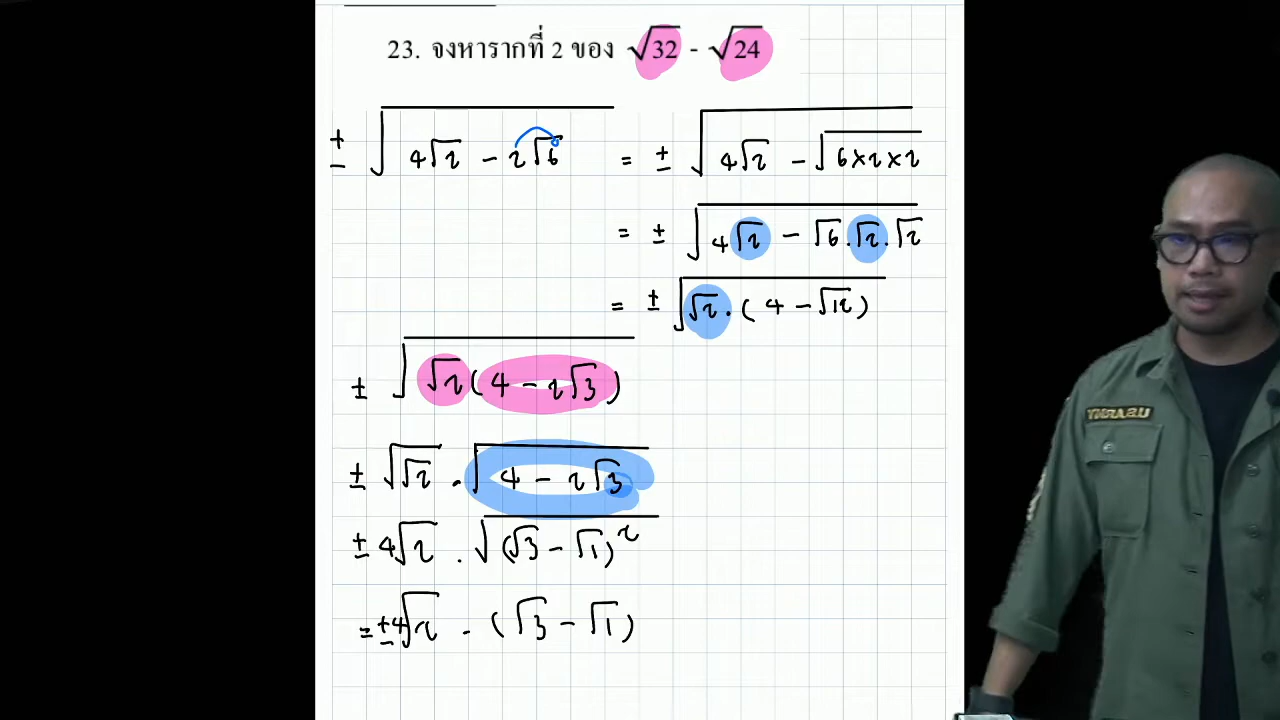 23. จงหารากที่ 2 ของ √32 - √24
± √(4√2 − 2√6) = ± √(4√2 − √(6×2×2))
= ± √(4√2 − √6.√2.√2)
= ± √(√2.(4 − √12))
± √(√2(4 − 2√3))
± √√2 . √(4 − 2√3)
± 4√2 . √((√3 − √1)²)
= ± 4√2 . (√3 − √1)